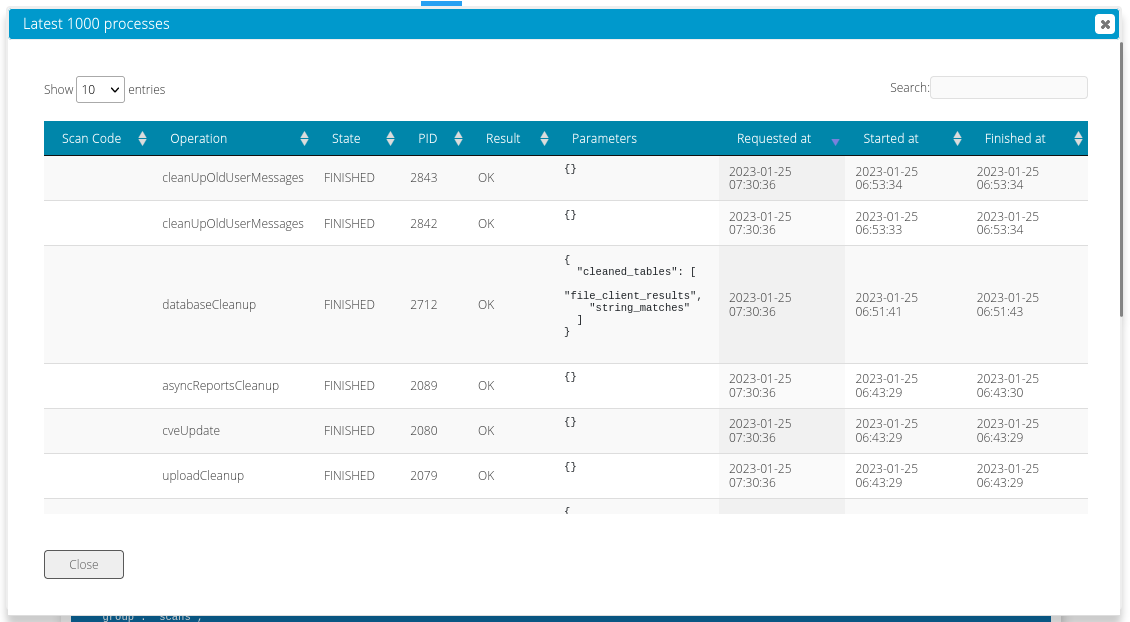 Latest 1000 processes
Show 10 entries
Search:
Scan Code Operation State PID Result Parameters Requested at Started at Finished at
cleanUpOldUserMessages FINISHED 2843 OK {} 2023-01-25 07:30:36 2023-01-25 06:53:34 2023-01-25 06:53:34
cleanUpOldUserMessages FINISHED 2842 OK {} 2023-01-25 07:30:36 2023-01-25 06:53:33 2023-01-25 06:53:34
databaseCleanup FINISHED 2712 OK
{
"cleaned_tables": [
"file_client_results",
"string_matches"
]
}
2023-01-25 07:30:36 2023-01-25 06:51:41 2023-01-25 06:51:43
asyncReportsCleanup FINISHED 2089 OK {} 2023-01-25 07:30:36 2023-01-25 06:43:29 2023-01-25 06:43:30
cveUpdate FINISHED 2080 OK {} 2023-01-25 07:30:36 2023-01-25 06:43:29 2023-01-25 06:43:29
uploadCleanup FINISHED 2079 OK {} 2023-01-25 07:30:36 2023-01-25 06:43:29 2023-01-25 06:43:29
{
Close
group : scans ,